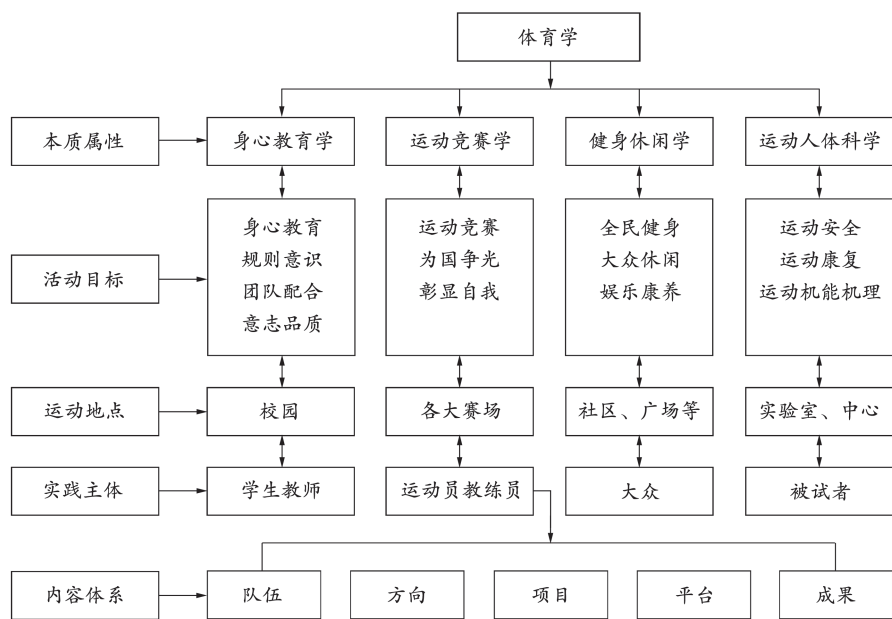 体育学
本质属性
身心教育学
运动竞赛学
健身休闲学
运动人体科学
活动目标
身心教育
规则意识
团队配合
意志品质
运动竞赛
为国争光
彰显自我
全民健身
大众休闲
娱乐康养
运动安全
运动康复
运动机能机理
运动地点
校园
各大赛场
社区、广场等
实验室、中心
实践主体
学生教师
运动员教练员
大众
被试者
内容体系
队伍
方向
项目
平台
成果